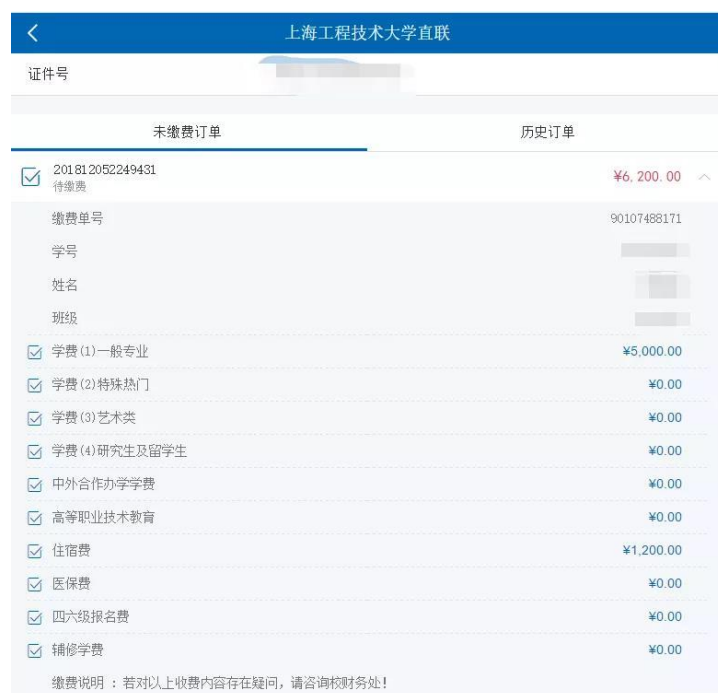 上海工程技术大学直联
证件号
未缴费订单 历史订单
201812052249431 ¥6,200.00
待缴费
缴费单号 90107488171
学号
姓名
班级
学费(1)一般专业 ¥5,000.00
学费(2)特殊热门 ¥0.00
学费(3)艺术类 ¥0.00
学费(4)研究生及留学生 ¥0.00
中外合作办学学费 ¥0.00
高等职业技术教育 ¥0.00
住宿费 ¥1,200.00
医保费 ¥0.00
四六级报名费 ¥0.00
辅修学费 ¥0.00
缴费说明 : 若对以上收费内容存在疑问, 请咨询校财务处!